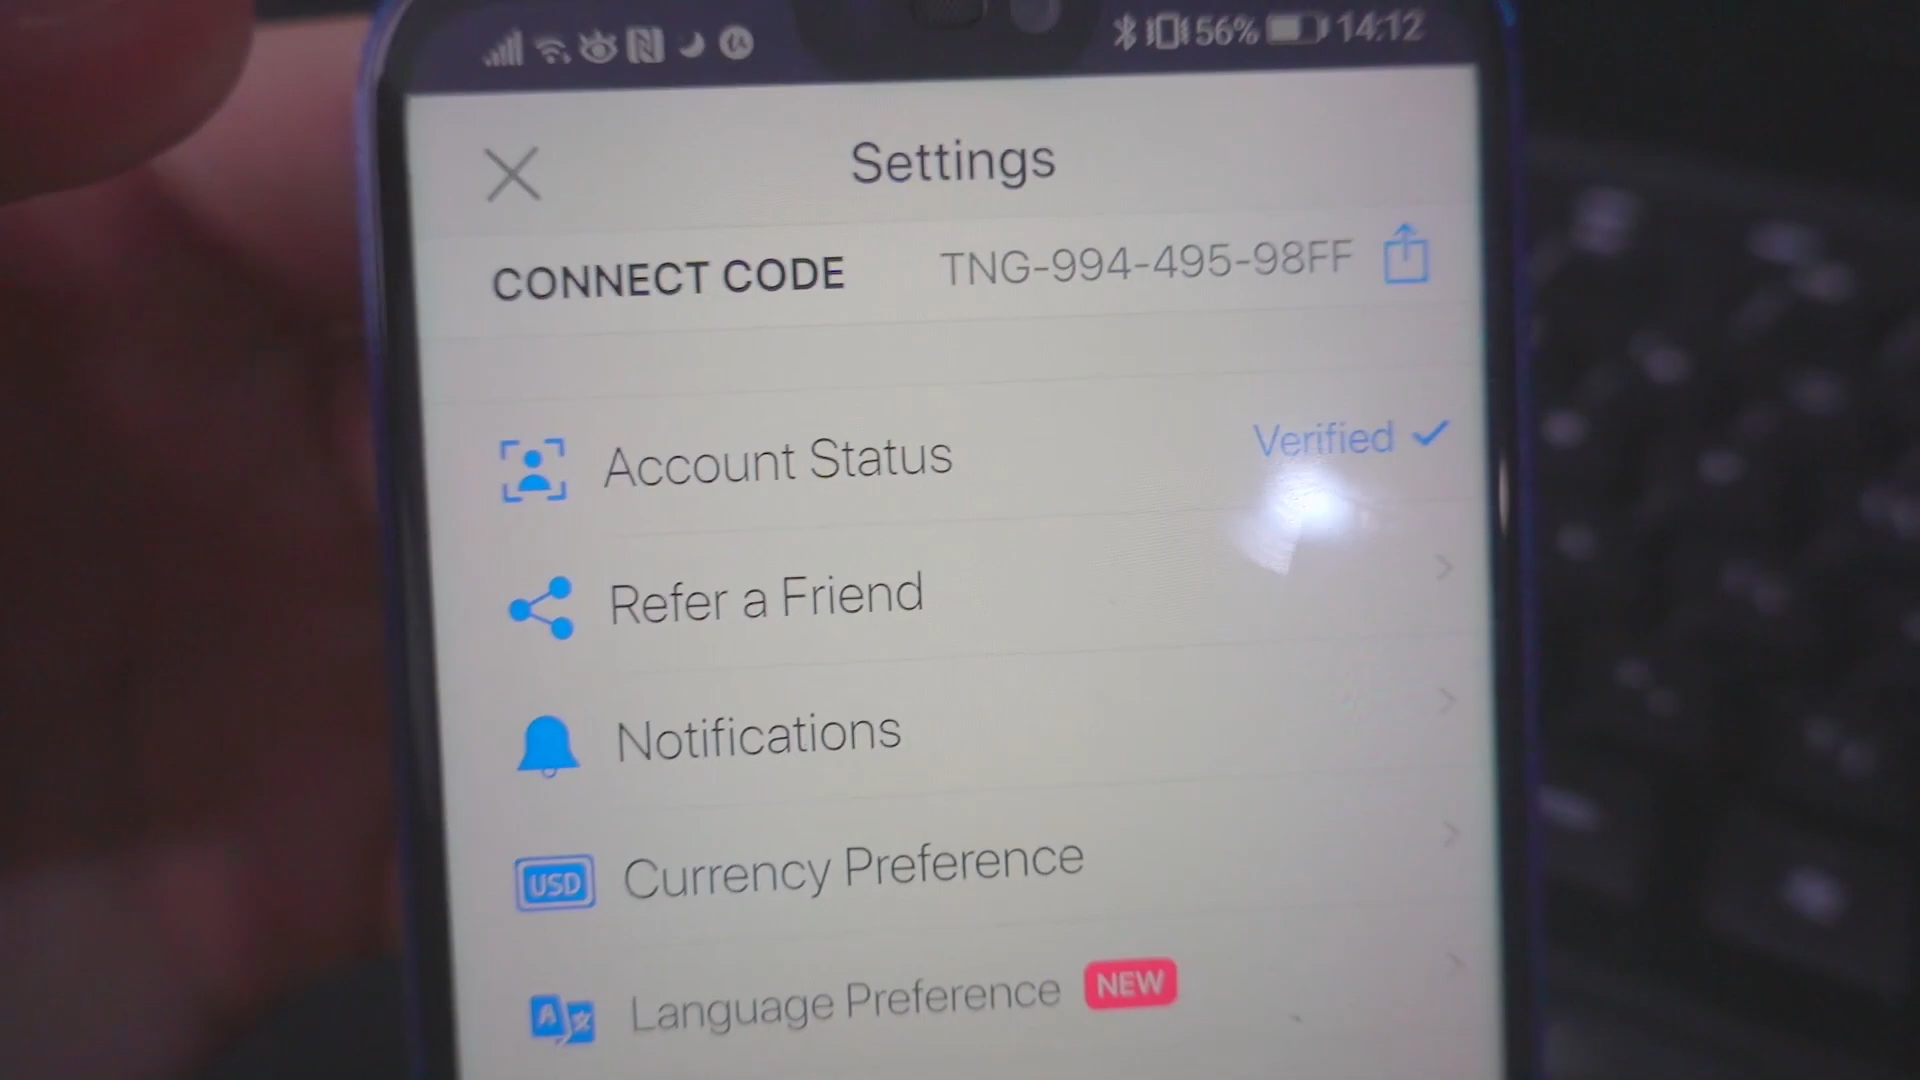 56% 14:12
Settings
CONNECT CODE TNG-994-495-98FF
Account Status Verified
Refer a Friend
Notifications
USD Currency Preference
A 文 Language Preference NEW